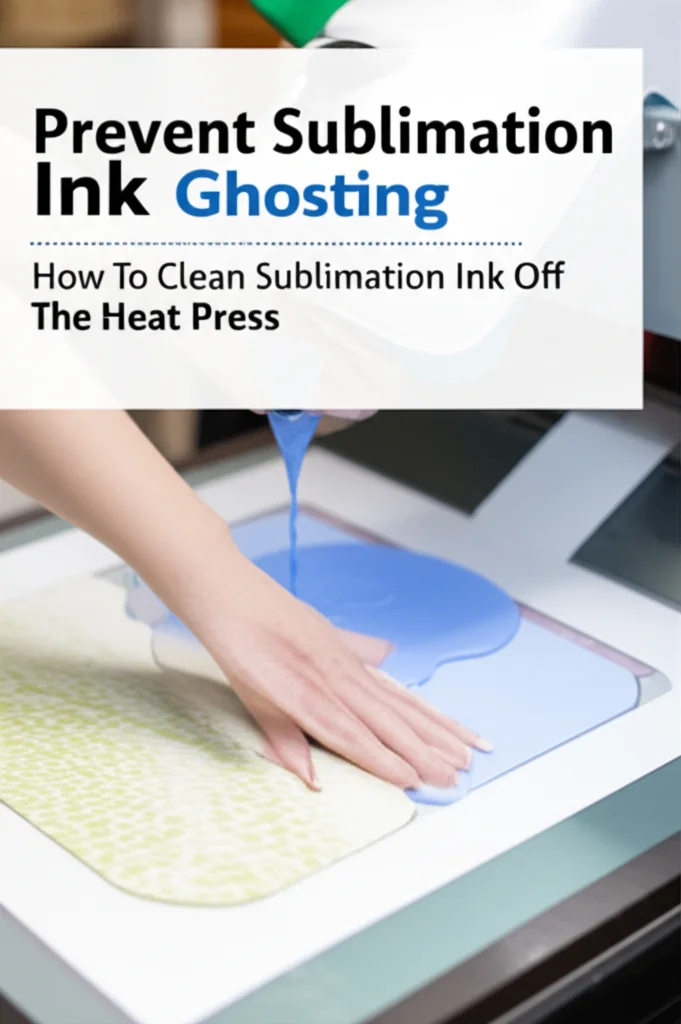 Prevent Sublimation
Ink Ghosting
How To Clean Sublimation Ink Off
The Heat Press